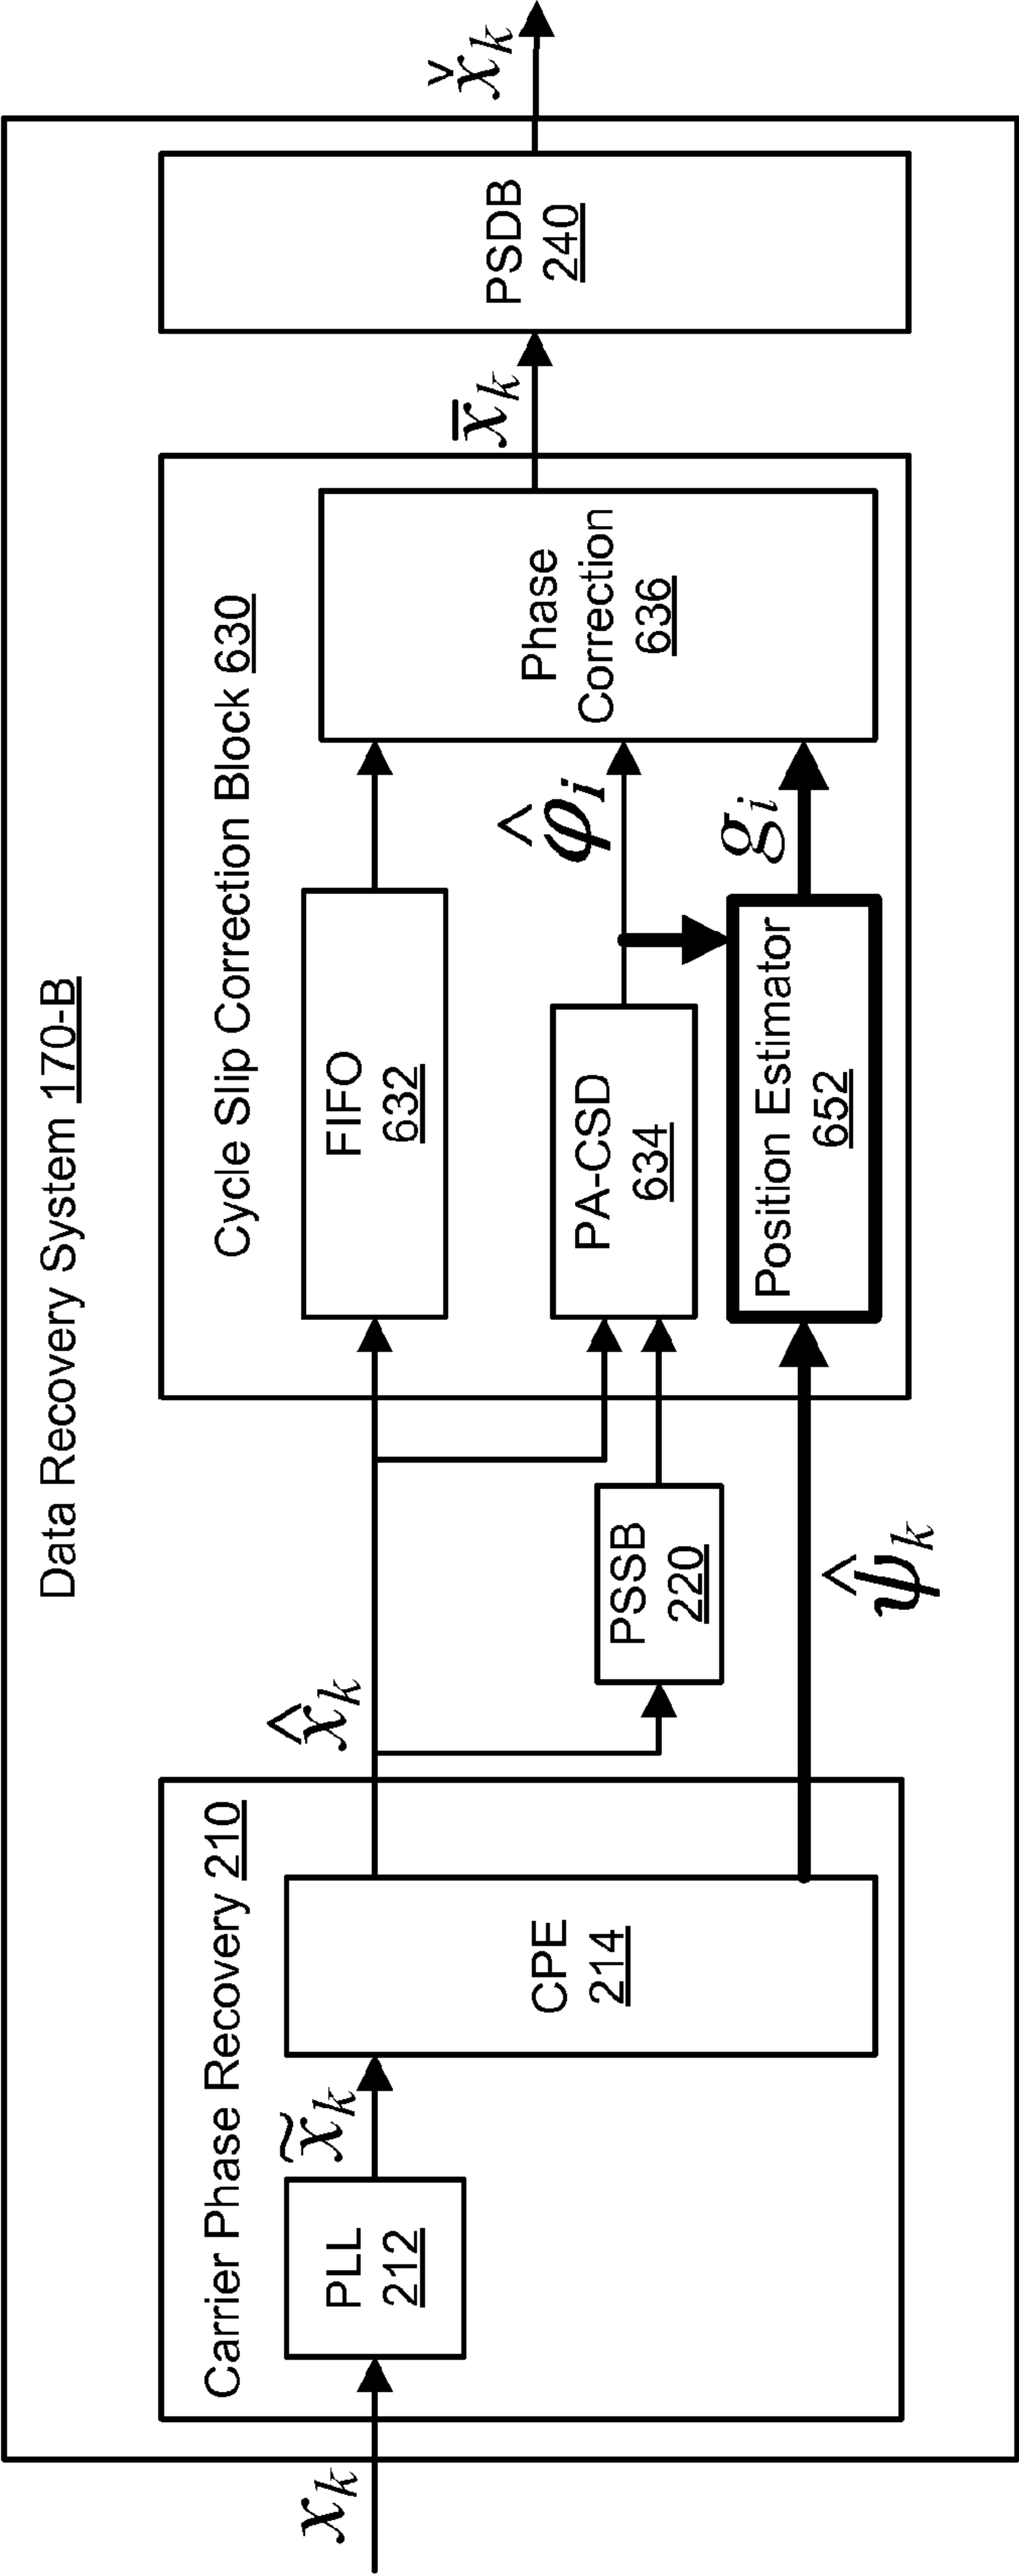 Data Recovery System 170-B
Carrier Phase Recovery 210
x_k
PLL
212
x̃_k
CPE
214
x̂_k
ψ̂_k
PSSB
220
Cycle Slip Correction Block 630
FIFO
632
PA-CSD
634
Position Estimator
652
φ̂_i
g_i
Phase
Correction
636
x̄_k
PSDB
240
x̌_k